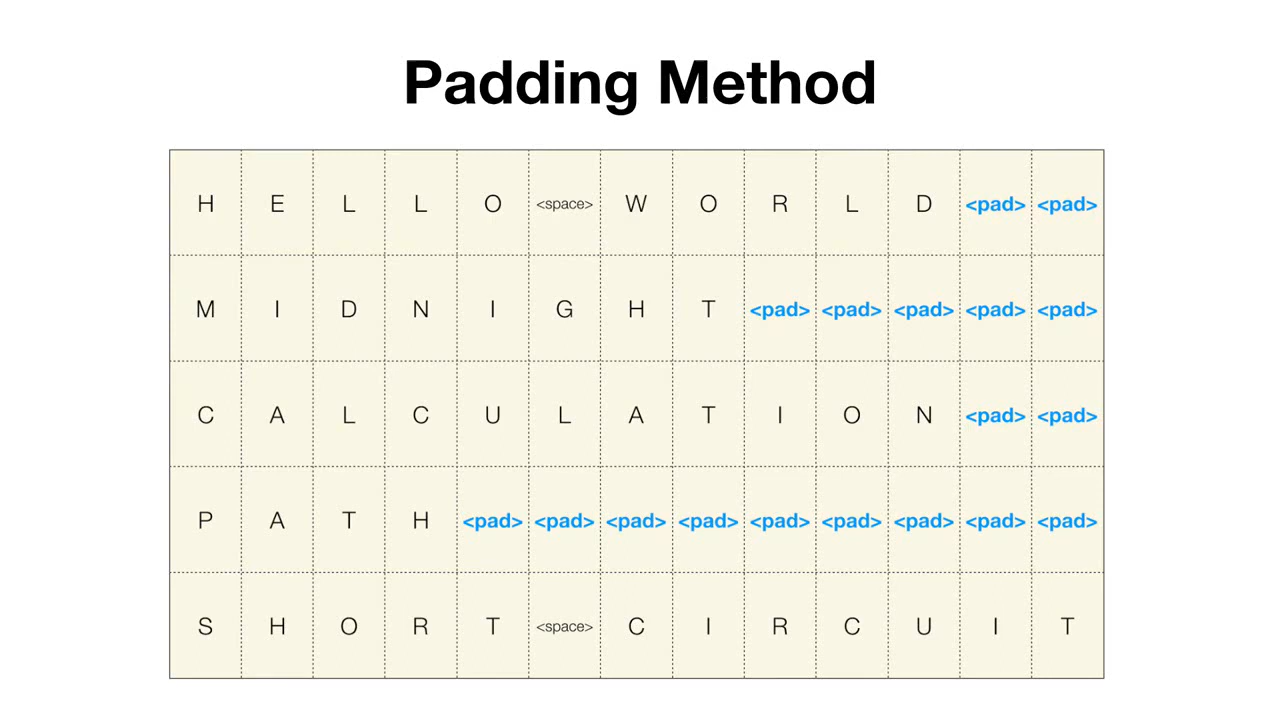 Padding Method
H E L L O <space> W O R L D <pad> <pad>
M I D N I G H T <pad> <pad> <pad> <pad> <pad>
C A L C U L A T I O N <pad> <pad>
P A T H <pad> <pad> <pad> <pad> <pad> <pad> <pad> <pad> <pad>
S H O R T <space> C I R C U I T